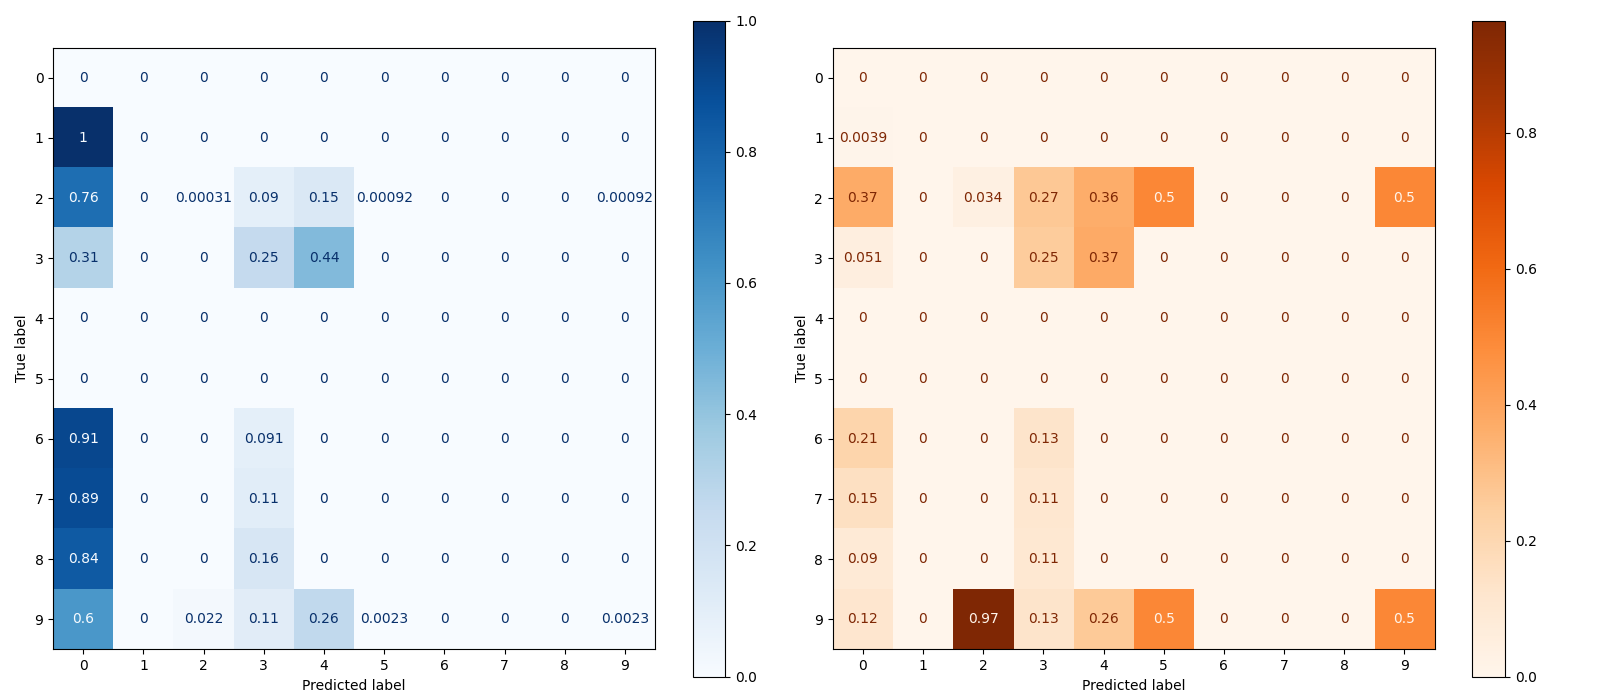 1.0
0 0 0 0 0 0 0 0 0 0 0
1 1 0 0 0 0 0 0 0 0 0
0.8
2 0.76 0 0.00031 0.09 0.15 0.00092 0 0 0 0.00092
3 0.31 0 0 0.25 0.44 0 0 0 0 0
0.6
4 0 0 0 0 0 0 0 0 0 0
True label
5 0 0 0 0 0 0 0 0 0 0
0.4
6 0.91 0 0 0.091 0 0 0 0 0 0
7 0.89 0 0 0.11 0 0 0 0 0 0
0.2
8 0.84 0 0 0.16 0 0 0 0 0 0
9 0.6 0 0.022 0.11 0.26 0.0023 0 0 0 0.0023
0 1 2 3 4 5 6 7 8 9
0.0
Predicted label
0 0 0 0 0 0 0 0 0 0 0
0.8
1 0.0039 0 0 0 0 0 0 0 0 0
2 0.37 0 0.034 0.27 0.36 0.5 0 0 0 0.5
3 0.051 0 0 0.25 0.37 0 0 0 0 0
0.6
4 0 0 0 0 0 0 0 0 0 0
True label
5 0 0 0 0 0 0 0 0 0 0
0.4
6 0.21 0 0 0.13 0 0 0 0 0 0
7 0.15 0 0 0.11 0 0 0 0 0 0
0.2
8 0.09 0 0 0.11 0 0 0 0 0 0
9 0.12 0 0.97 0.13 0.26 0.5 0 0 0 0.5
0 1 2 3 4 5 6 7 8 9
0.0
Predicted label